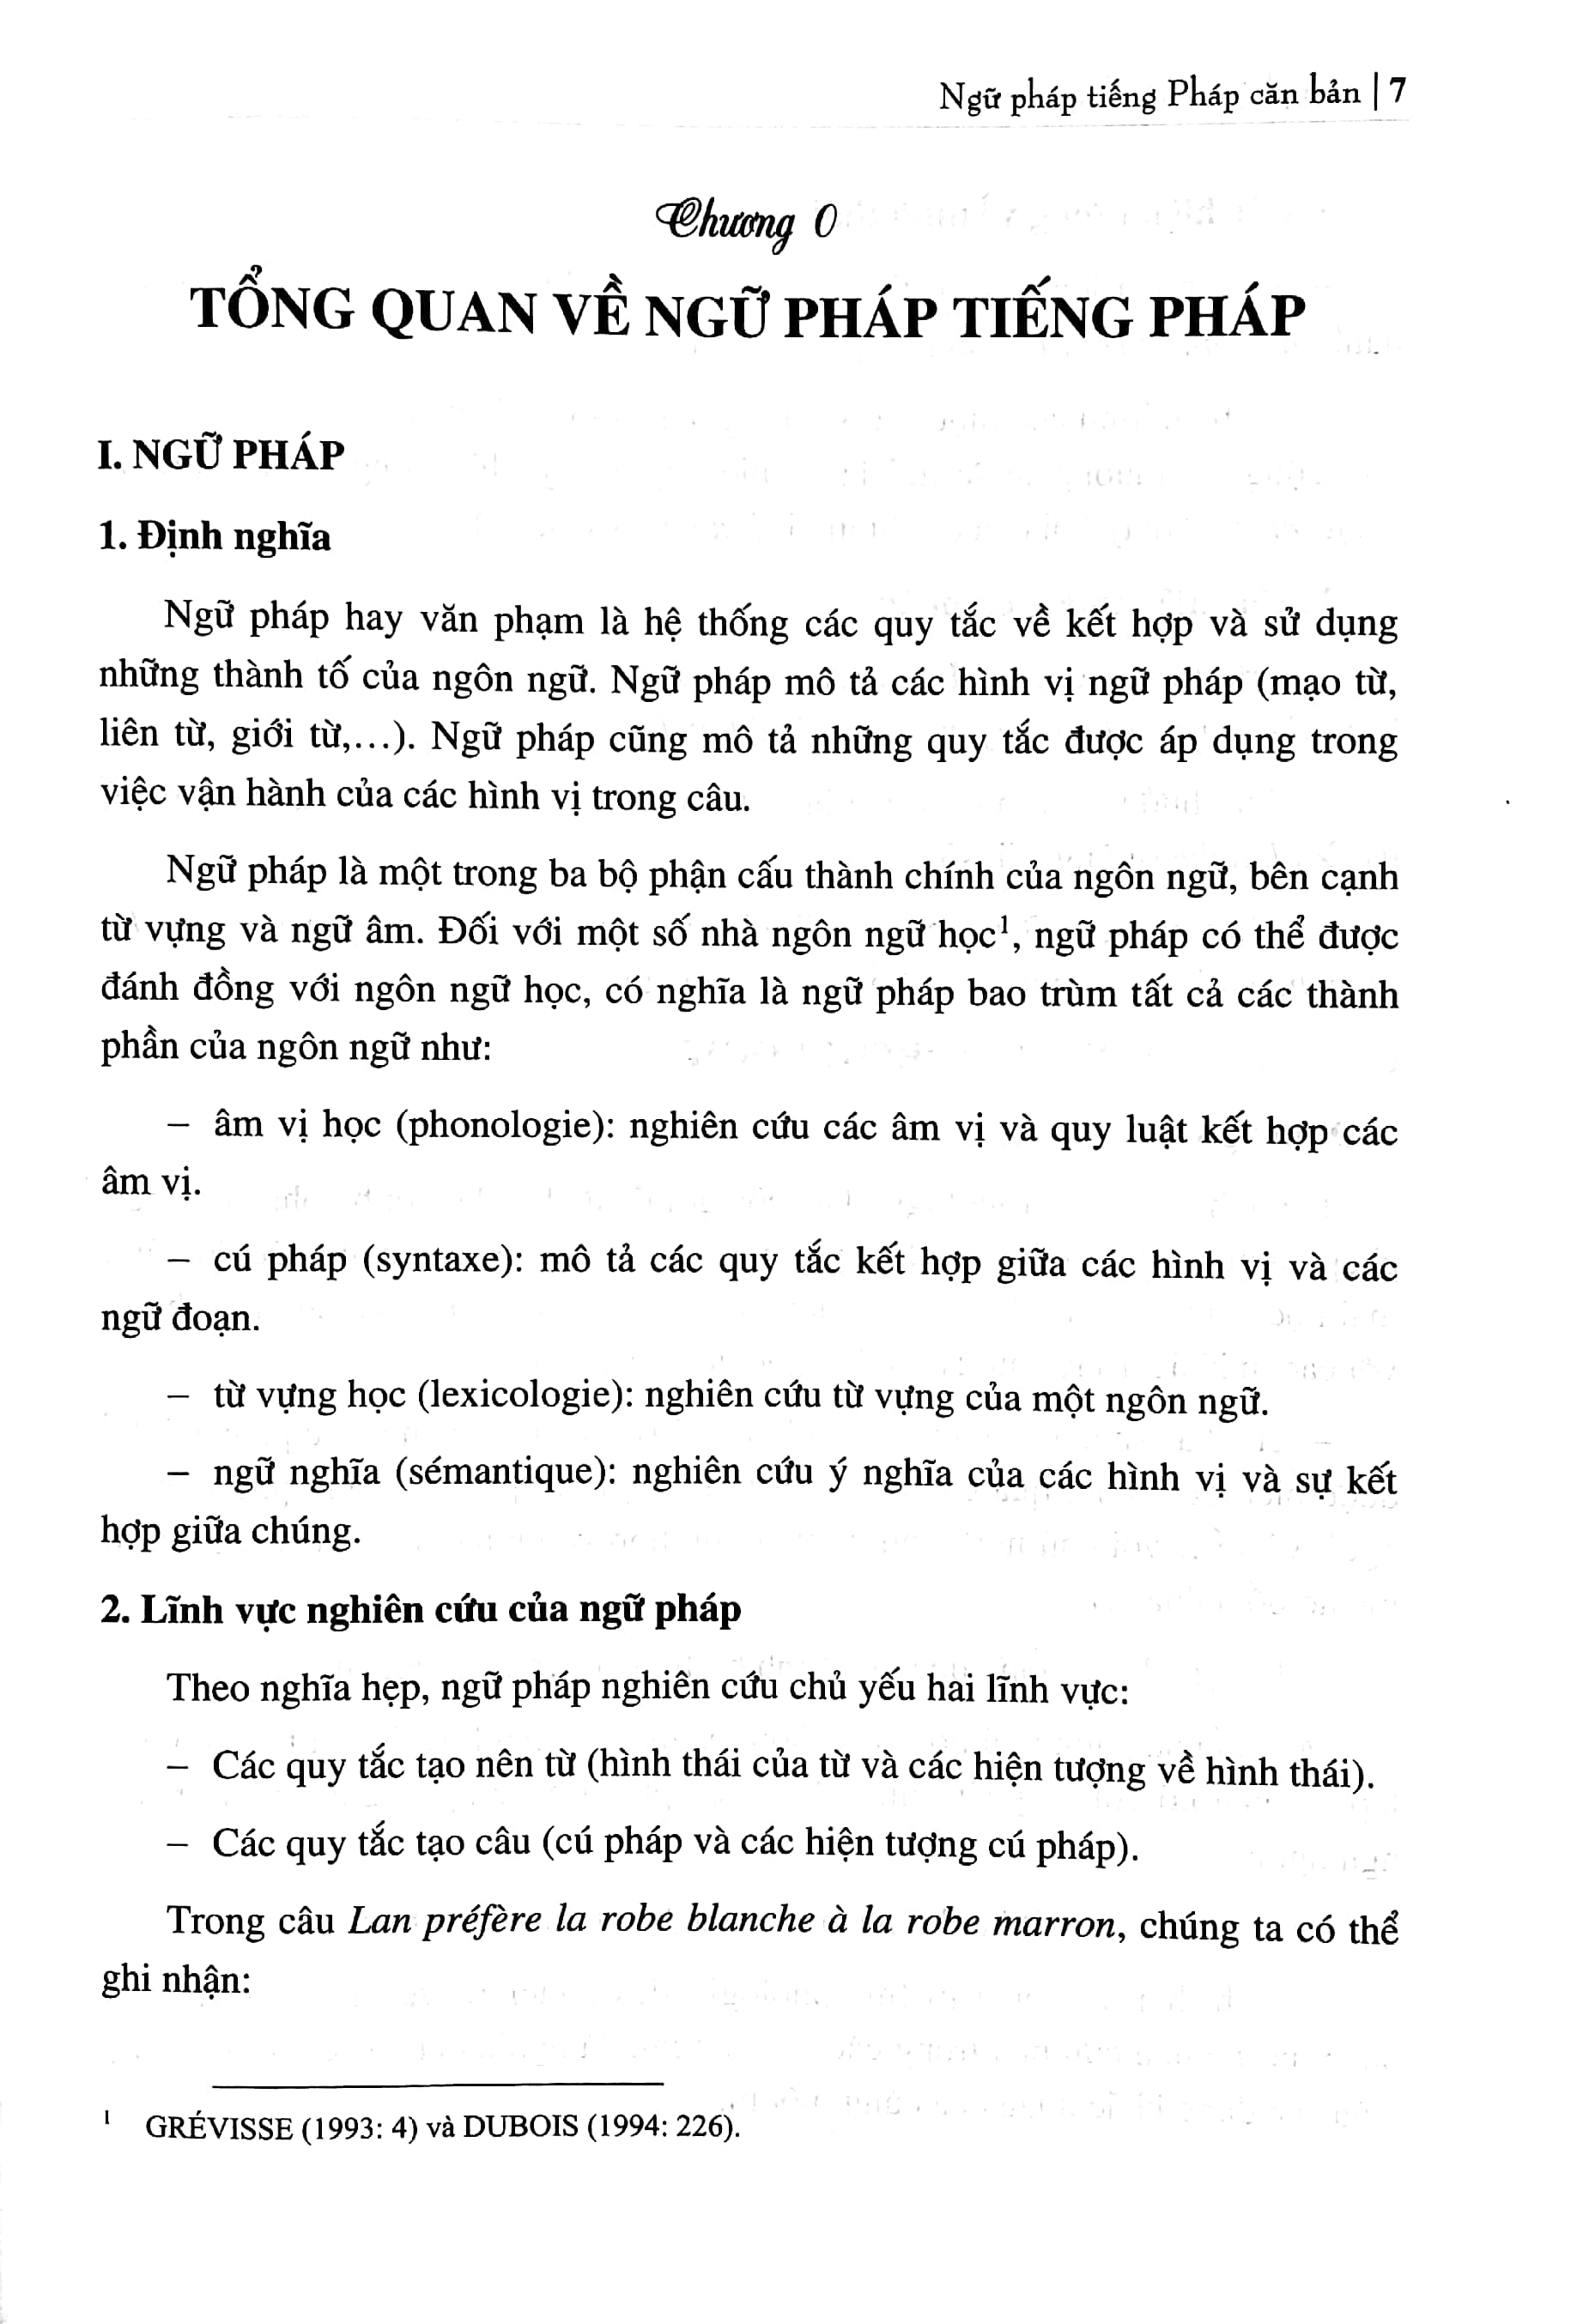 Ngữ pháp tiếng Pháp căn bản | 7
Chương 0
TỔNG QUAN VỀ NGỮ PHÁP TIẾNG PHÁP
I. NGỮ PHÁP
1. Định nghĩa
Ngữ pháp hay văn phạm là hệ thống các quy tắc về kết hợp và sử dụng
những thành tố của ngôn ngữ. Ngữ pháp mô tả các hình vị ngữ pháp (mạo từ,
liên từ, giới từ,...). Ngữ pháp cũng mô tả những quy tắc được áp dụng trong
việc vận hành của các hình vị trong câu.
Ngữ pháp là một trong ba bộ phận cấu thành chính của ngôn ngữ, bên cạnh
từ vựng và ngữ âm. Đối với một số nhà ngôn ngữ học¹, ngữ pháp có thể được
đánh đồng với ngôn ngữ học, có nghĩa là ngữ pháp bao trùm tất cả các thành
phần của ngôn ngữ như:
– âm vị học (phonologie): nghiên cứu các âm vị và quy luật kết hợp các
âm vị.
– cú pháp (syntaxe): mô tả các quy tắc kết hợp giữa các hình vị và các
ngữ đoạn.
– từ vựng học (lexicologie): nghiên cứu từ vựng của một ngôn ngữ.
– ngữ nghĩa (sémantique): nghiên cứu ý nghĩa của các hình vị và sự kết
hợp giữa chúng.
2. Lĩnh vực nghiên cứu của ngữ pháp
Theo nghĩa hẹp, ngữ pháp nghiên cứu chủ yếu hai lĩnh vực:
– Các quy tắc tạo nên từ (hình thái của từ và các hiện tượng về hình thái).
– Các quy tắc tạo câu (cú pháp và các hiện tượng cú pháp).
Trong câu Lan préfère la robe blanche à la robe marron, chúng ta có thể
ghi nhận:
¹ GRÉVISSE (1993: 4) và DUBOIS (1994: 226).